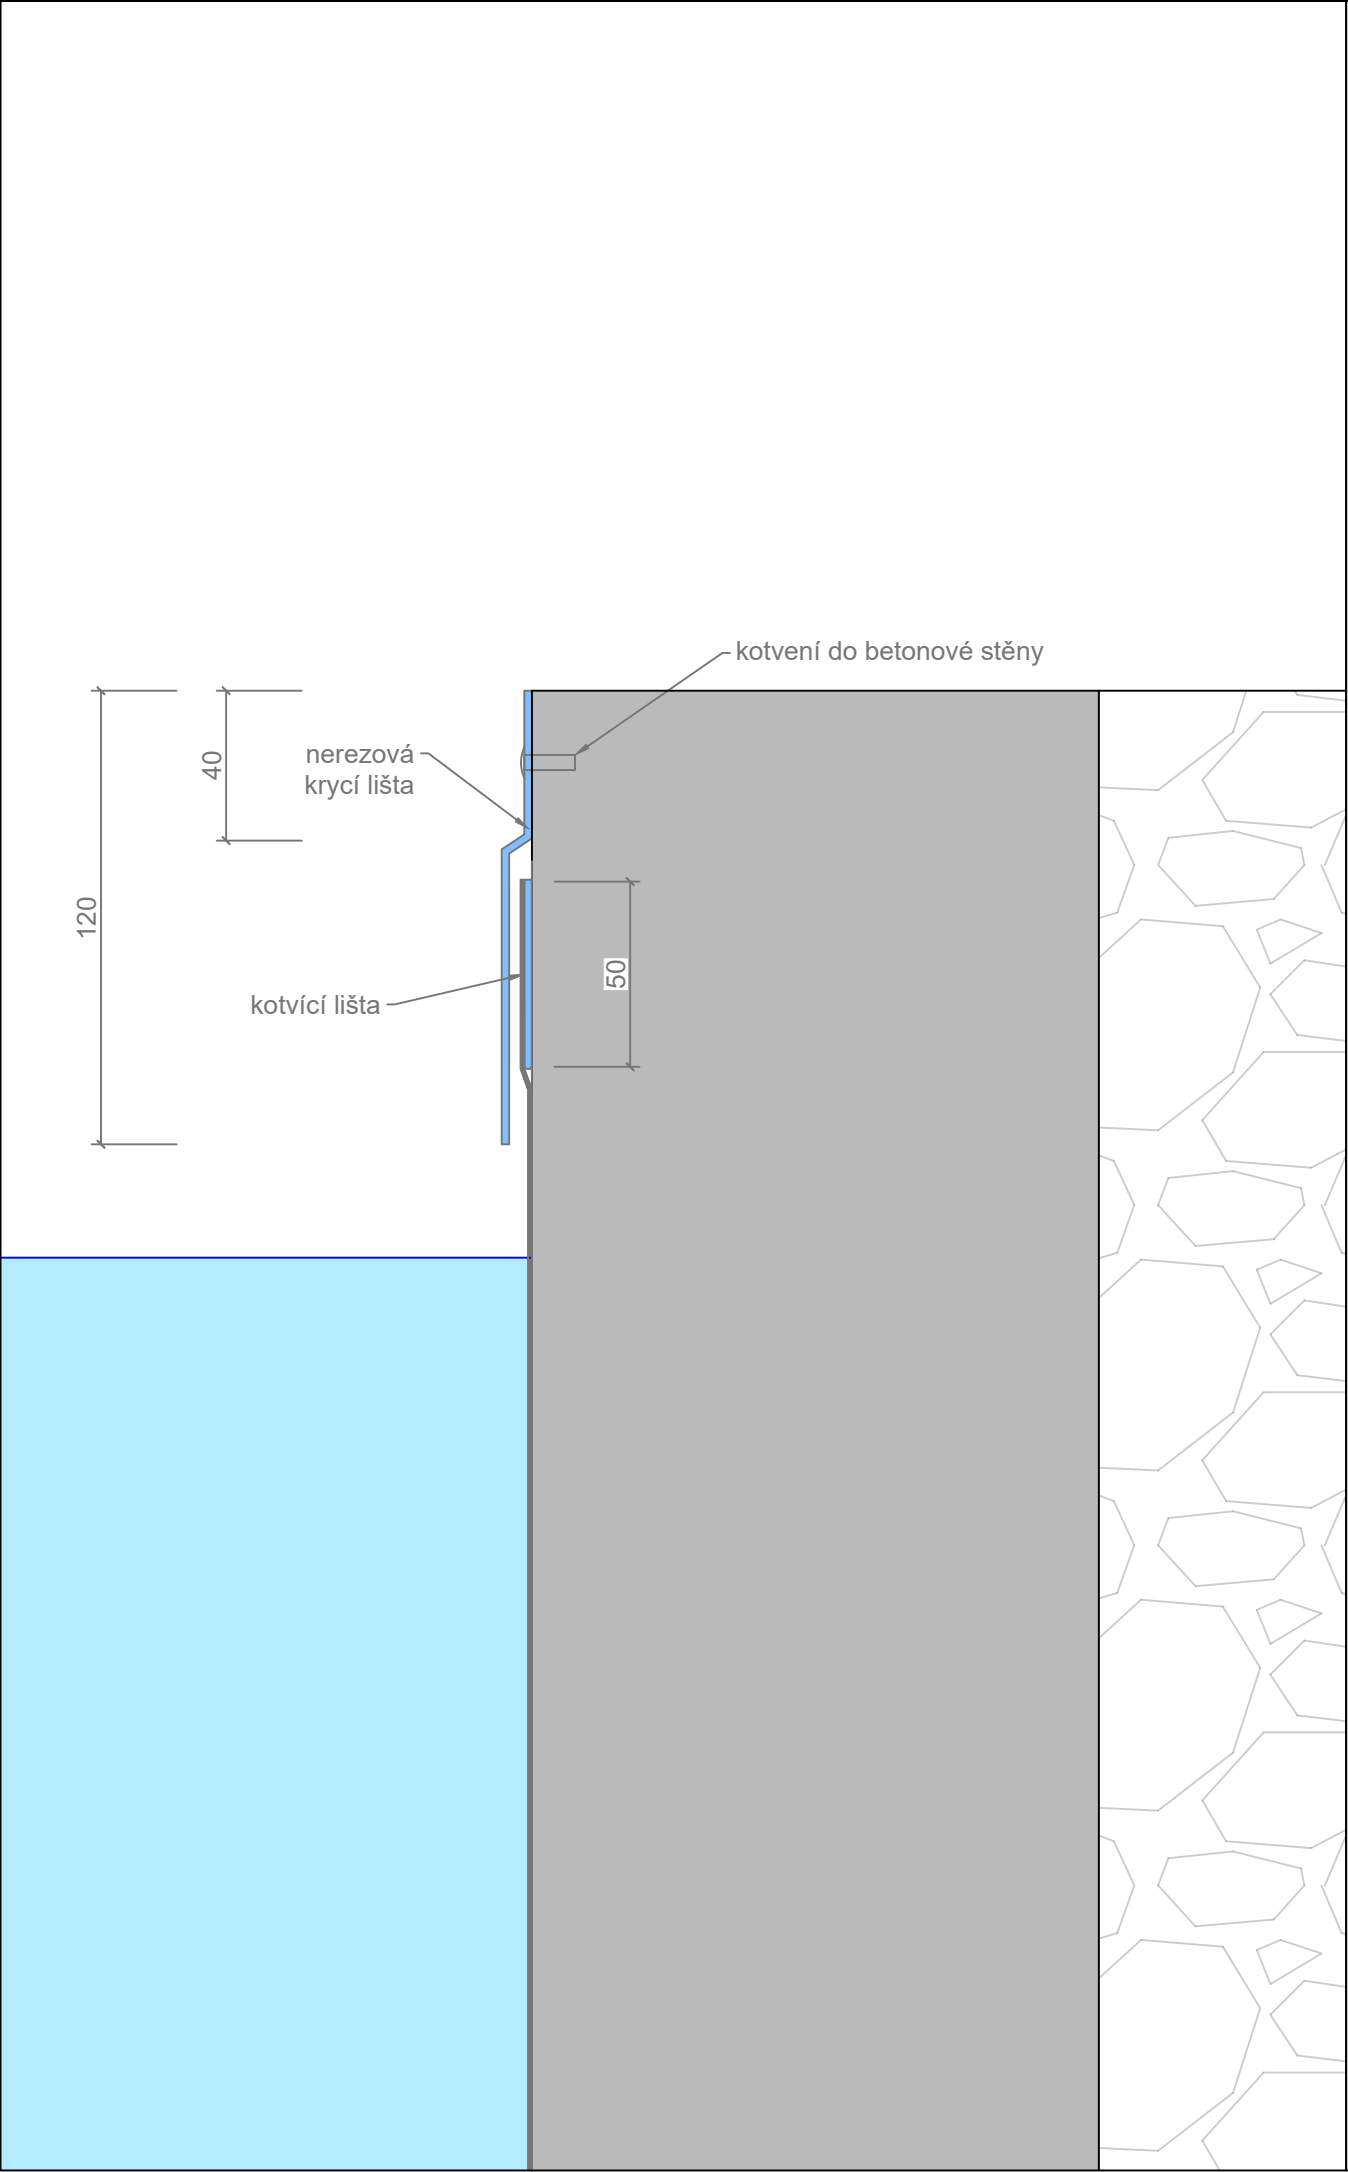 kotvení do betonové stěny
nerezová
krycí lišta
40
120
50
kotvící lišta